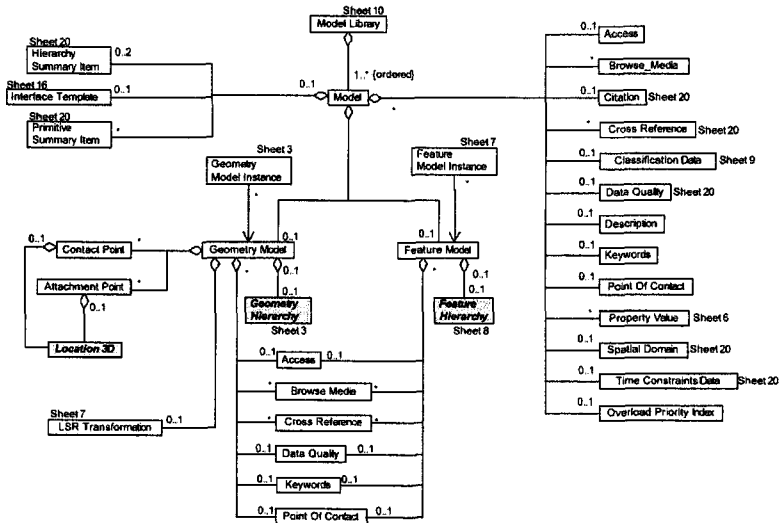 Sheet 10
Model Library
1..* {ordered}
Model
*
Sheet 20
Hierarchy
Summary Item
0..2
Sheet 16
Interface Template
0..1
Sheet 20
Primitive
Summary Item
*
0..1
0..1
Access
*
Browse_Media
0..1
Citation
Sheet 20
*
Cross Reference
Sheet 20
0..1
Classification Data
Sheet 9
0..1
Data Quality
Sheet 20
0..1
Description
0..1
Keywords
0..1
Point Of Contact
*
Property Value
Sheet 6
0..1
Spatial Domain
Sheet 20
0..1
Time Constraints Data
Sheet 20
0..1
Overload Priority Index
Sheet 3
Geometry
Model Instance
*
Sheet 7
Feature
Model Instance
*
0..1
Contact Point
*
Geometry Model
0..1
*
0..1
0..1
Feature Model
*
0..1
Attachment Point
*
0..1
Location 3D
0..1
Geometry
Hierarchy
Sheet 3
0..1
Feature
Hierarchy
Sheet 8
Sheet 7
LSR Transformation
0..1
0..1
Access
0..1
*
Browse Media
*
*
Cross Reference
*
0..1
Data Quality
0..1
0..1
Keywords
0..1
0..1
Point Of Contact
0..1